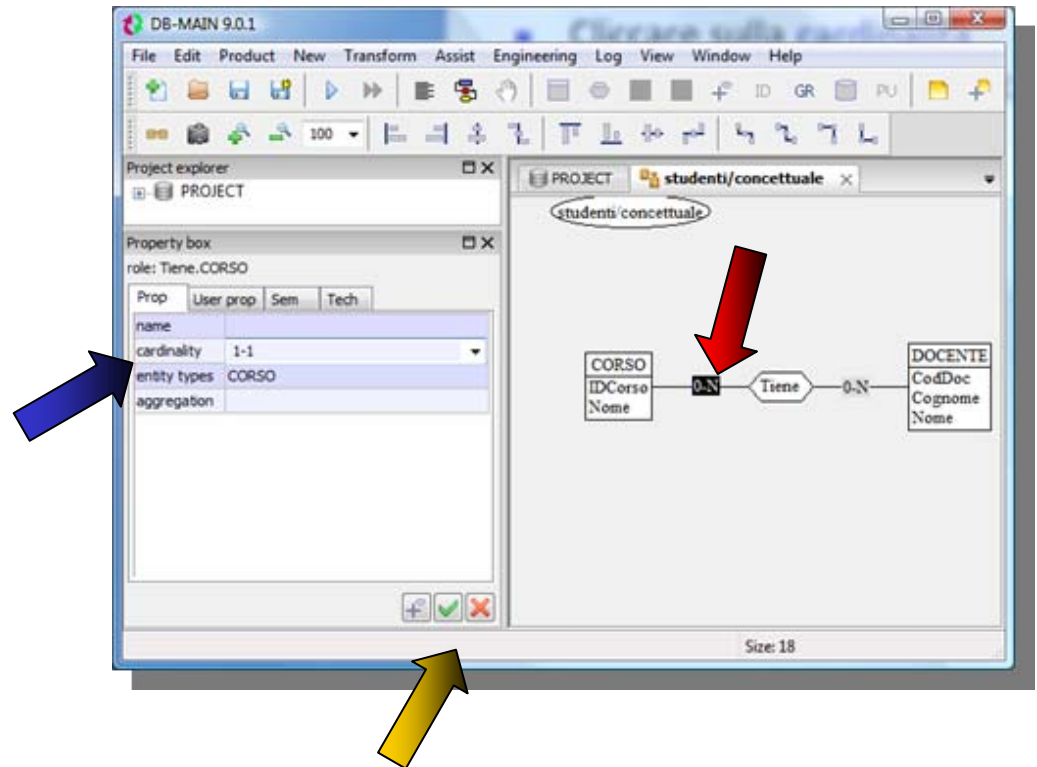 DB-MAIN 9.0.1
Cliccare sulla cardinalità
File Edit Product New Transform Assist Engineering Log View Window Help
ID GR PU
100
Project explorer
PROJECT
Property box
role: Tiene.CORSO
Prop User prop Sem Tech
name
cardinality 1-1
entity types CORSO
aggregation
PROJECT studenti/concettuale
studenti/concettuale
CORSO
IDCorso
Nome
0-N
Tiene
0-N
DOCENTE
CodDoc
Cognome
Nome
Size: 18